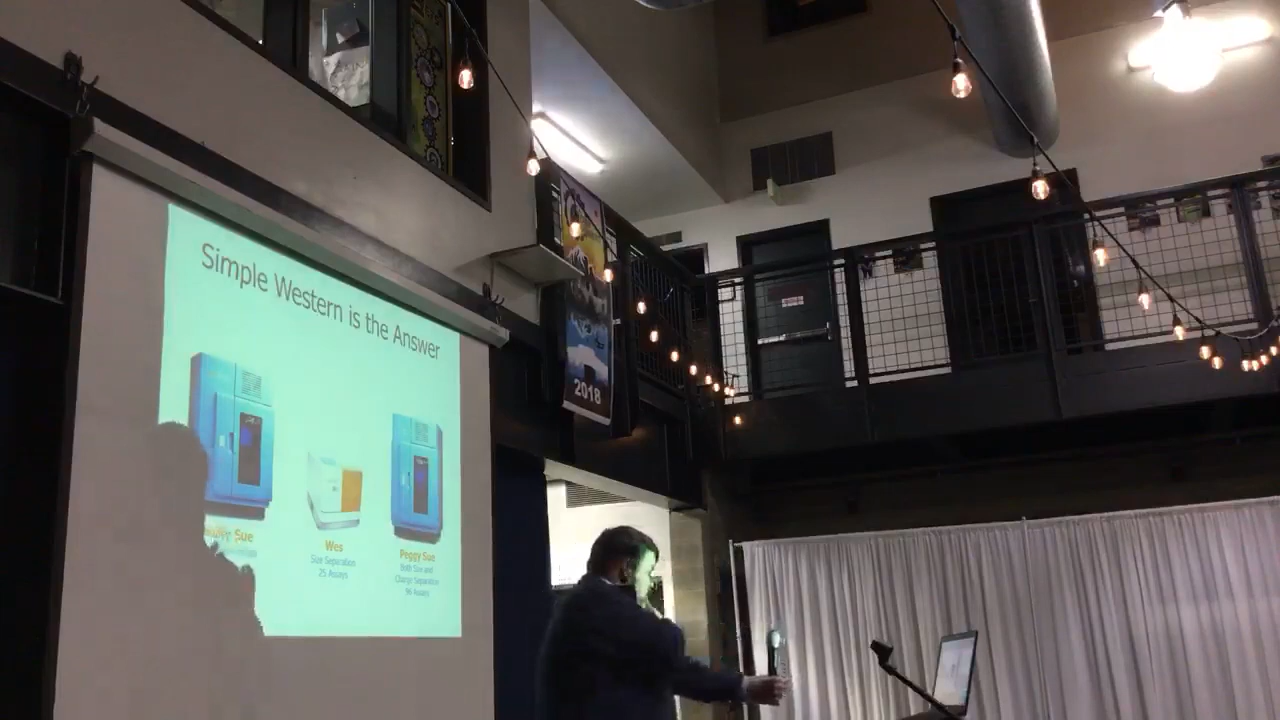 Simple Western is the Answer
Sue
Wes
Size Separation
25 Assays
Peggy Sue
Both Size and
Charge Separation
96 Assays
2018